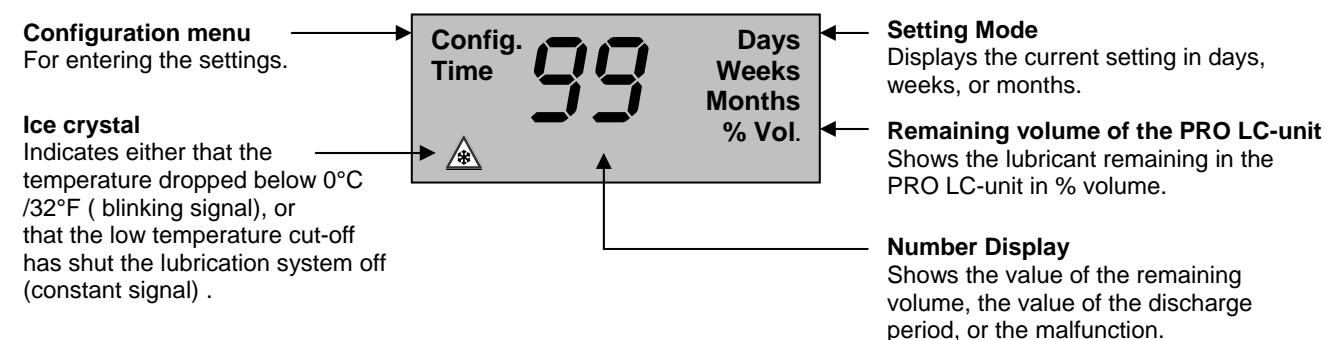 Configuration menu
For entering the settings.
Ice crystal
Indicates either that the
temperature dropped below 0°C
/32°F ( blinking signal), or
that the low temperature cut-off
has shut the lubrication system off
(constant signal) .
Config.
Time
99
Days
Weeks
Months
% Vol.
Setting Mode
Displays the current setting in days,
weeks, or months.
Remaining volume of the PRO LC-unit
Shows the lubricant remaining in the
PRO LC-unit in % volume.
Number Display
Shows the value of the remaining
volume, the value of the discharge
period, or the malfunction.